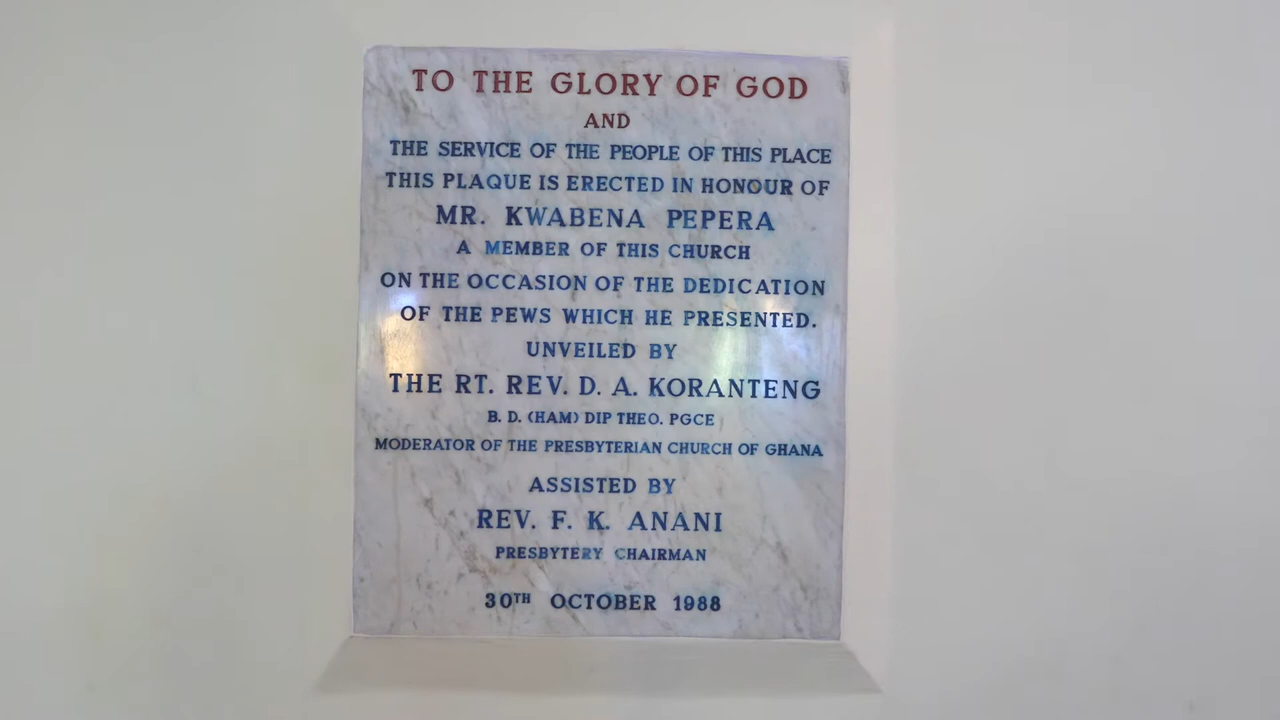 TO THE GLORY OF GOD
AND
THE SERVICE OF THE PEOPLE OF THIS PLACE
THIS PLAQUE IS ERECTED IN HONOUR OF
MR. KWABENA PEPERA
A MEMBER OF THIS CHURCH
ON THE OCCASION OF THE DEDICATION
OF THE PEWS WHICH HE PRESENTED.
UNVEILED BY
THE RT. REV. D. A. KORANTENG
B. D. (HAM) DIP THEO. PGCE
MODERATOR OF THE PRESBYTERIAN CHURCH OF GHANA
ASSISTED BY
REV. F. K. ANANI
PRESBYTERY CHAIRMAN
30TH OCTOBER 1988